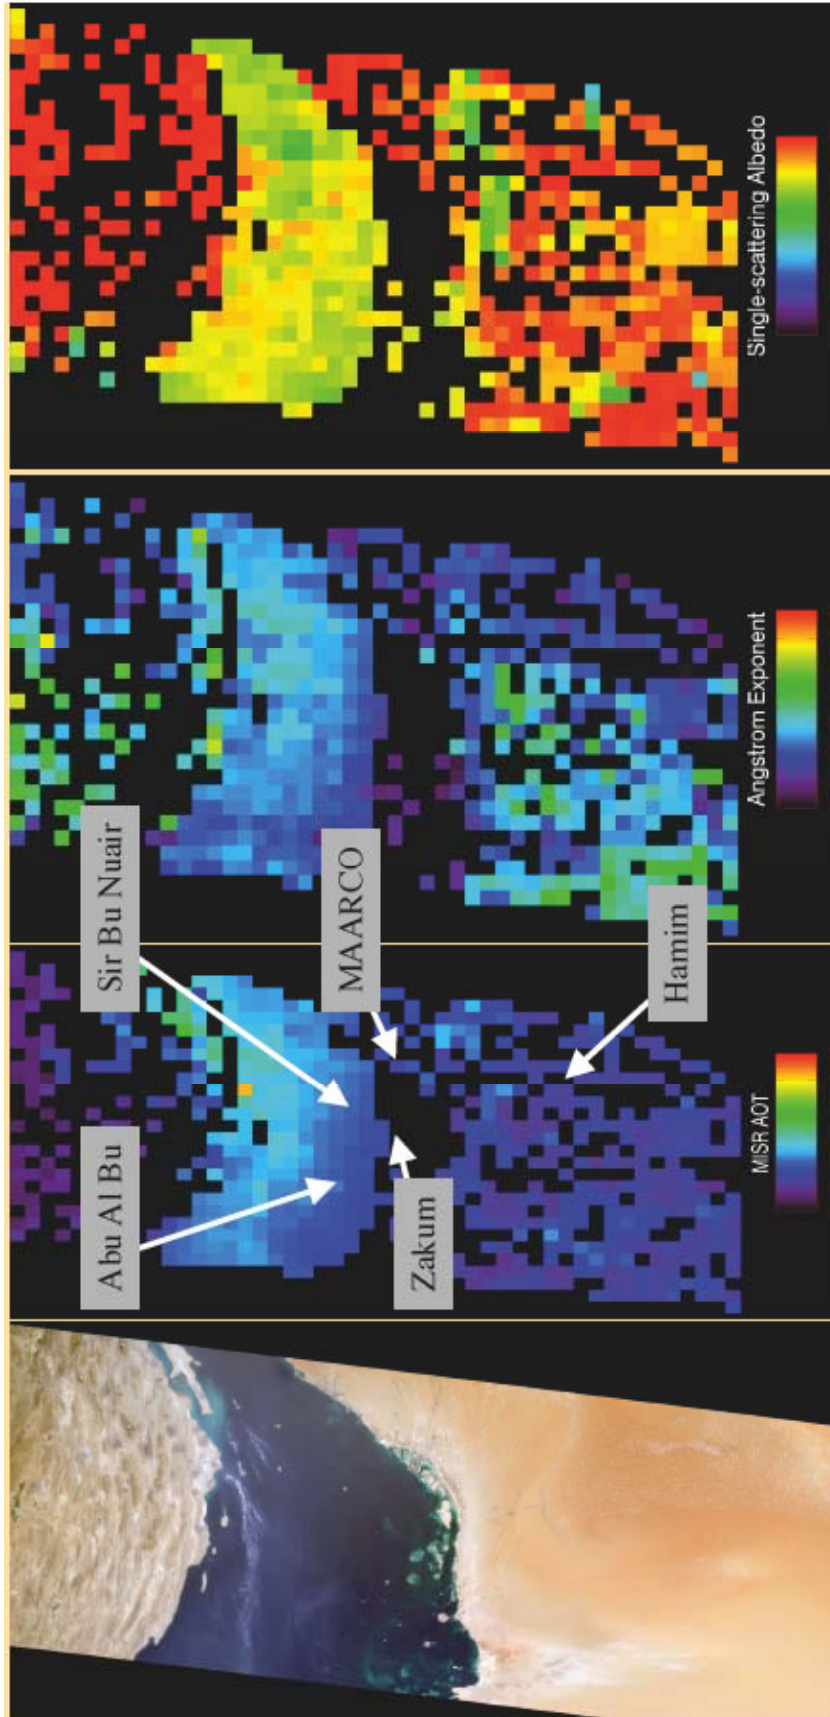 Abu Al Bu
Sir Bu Nuair
Zakum
MAARCO
Hamim
MISR AOT
Angstrom Exponent
Single-scattering Albedo